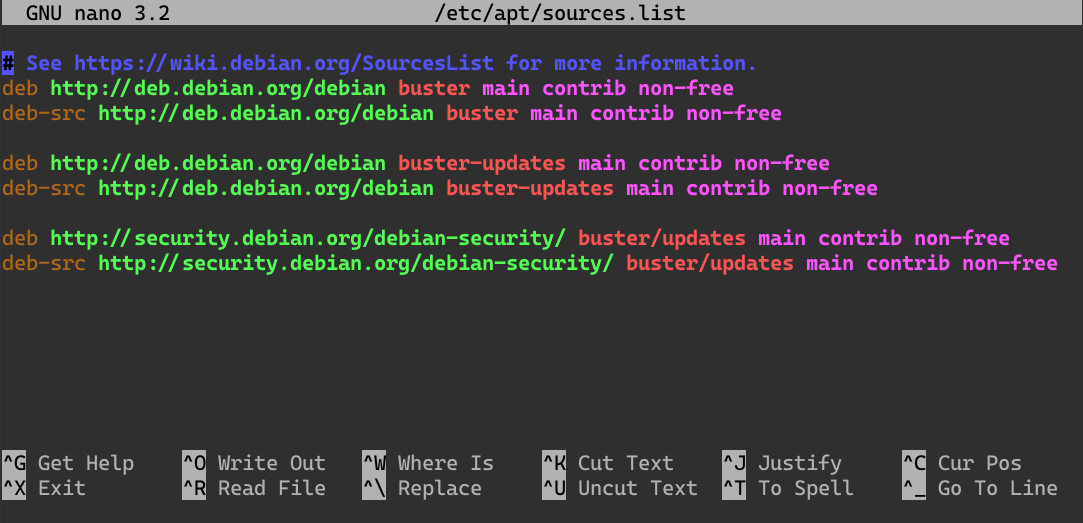 GNU nano 3.2 /etc/apt/sources.list
# See https://wiki.debian.org/SourcesList for more information.
deb http://deb.debian.org/debian buster main contrib non-free
deb-src http://deb.debian.org/debian buster main contrib non-free
deb http://deb.debian.org/debian buster-updates main contrib non-free
deb-src http://deb.debian.org/debian buster-updates main contrib non-free
deb http://security.debian.org/debian-security/ buster/updates main contrib non-free
deb-src http://security.debian.org/debian-security/ buster/updates main contrib non-free
^G Get Help ^O Write Out ^W Where Is ^K Cut Text ^J Justify ^C Cur Pos
^X Exit ^R Read File ^\ Replace ^U Uncut Text ^T To Spell ^_ Go To Line